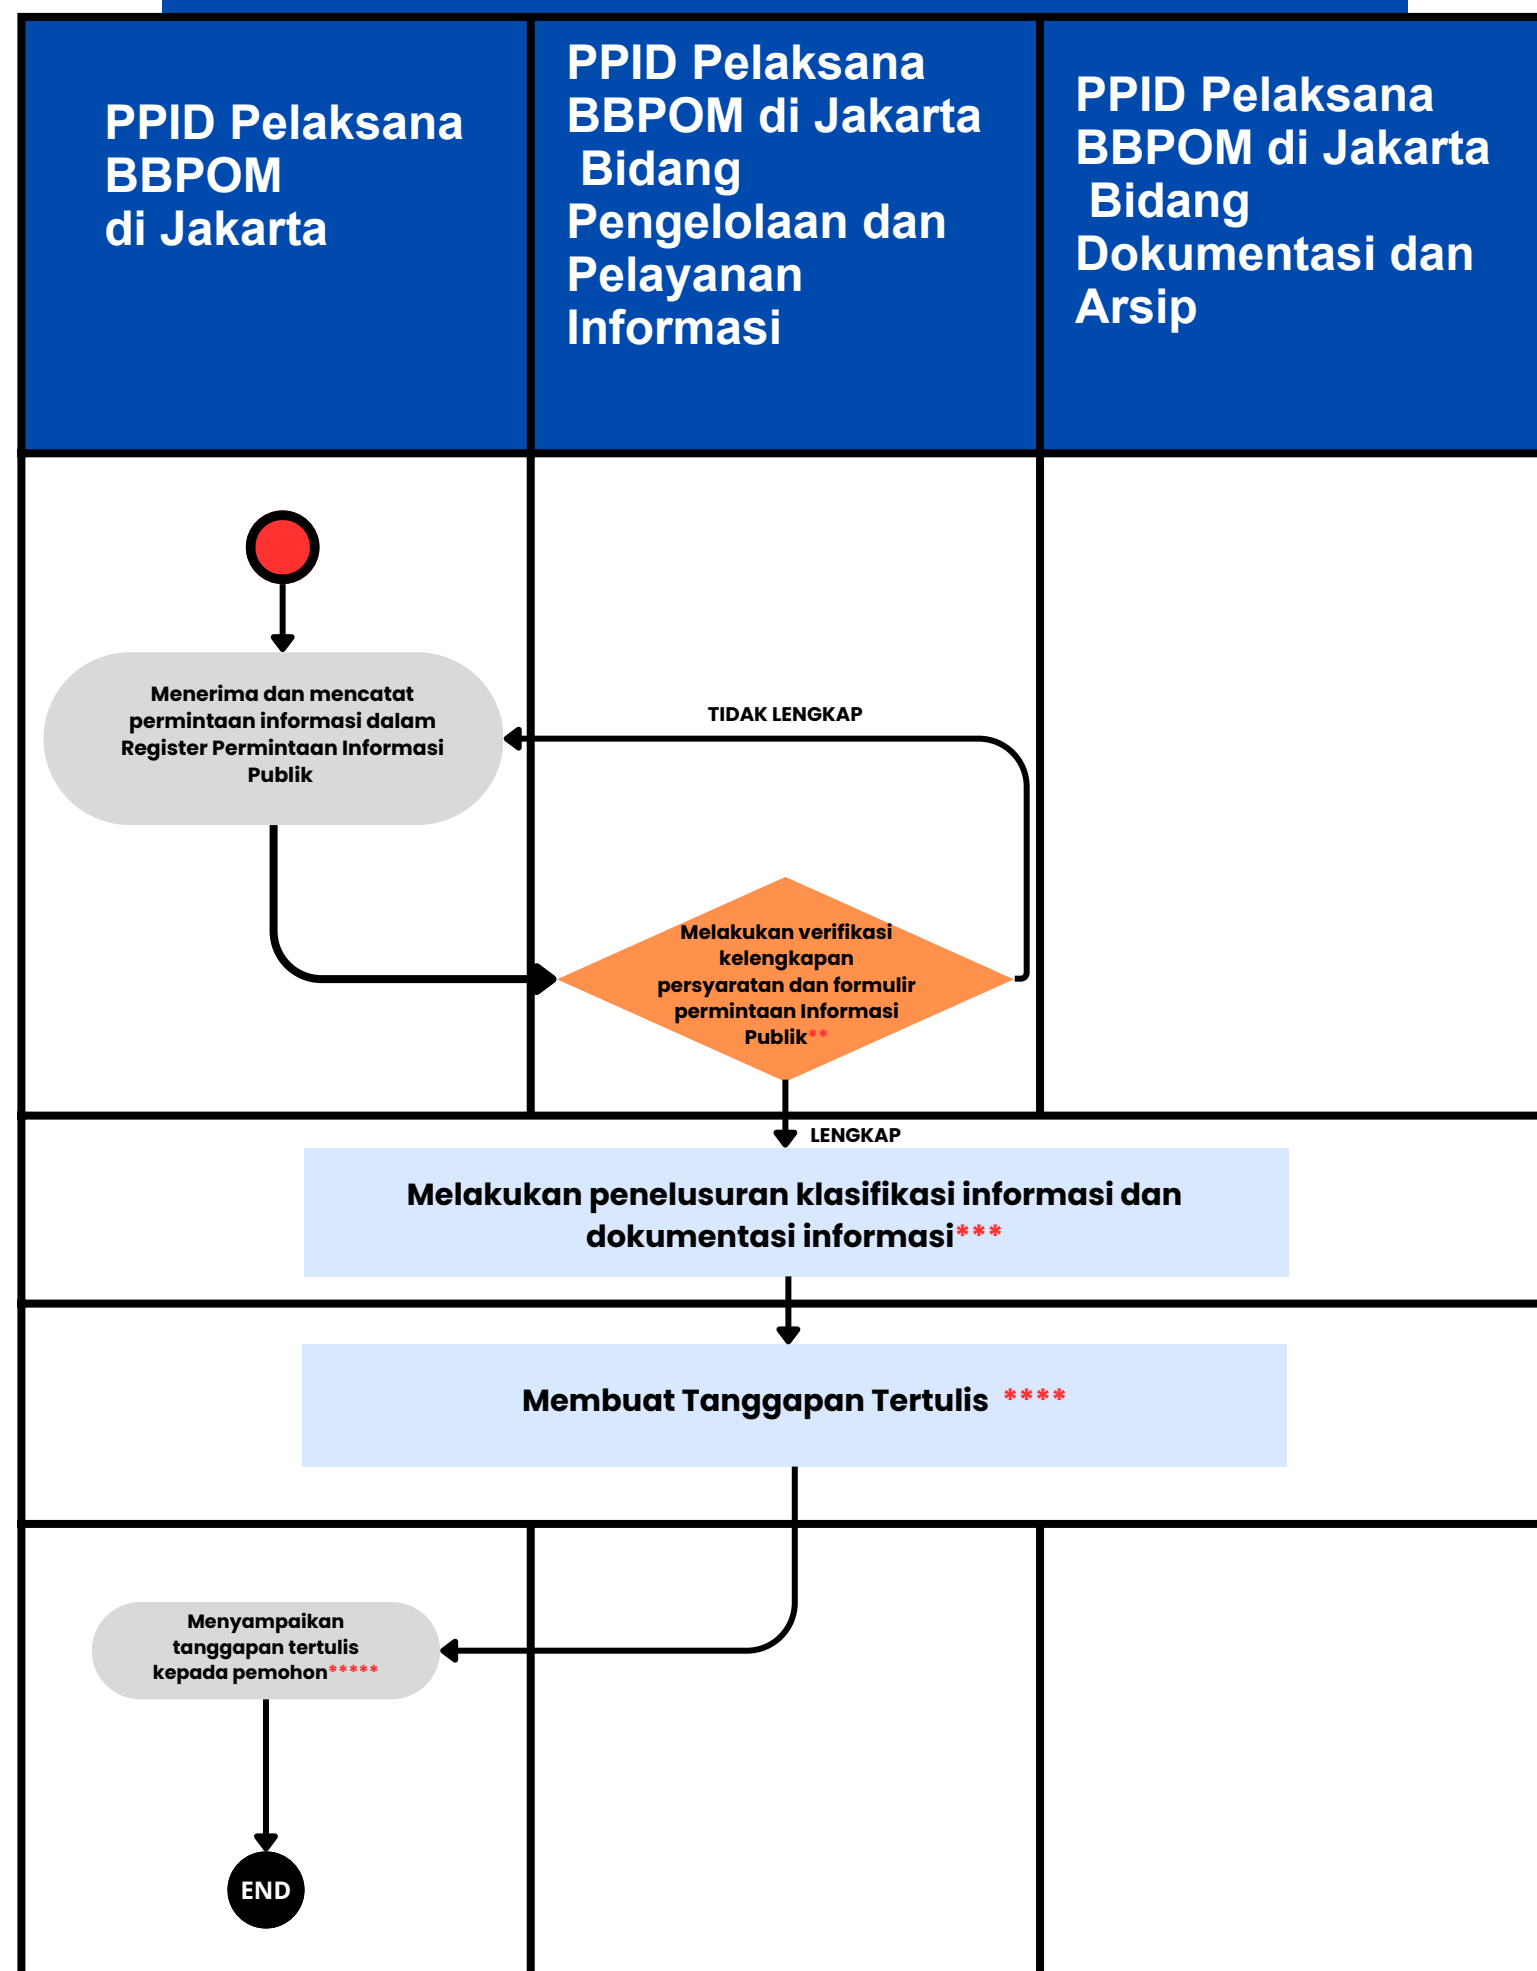 PPID Pelaksana
BBPOM
di Jakarta
PPID Pelaksana
BBPOM di Jakarta
Bidang
Pengelolaan dan
Pelayanan
Informasi
PPID Pelaksana
BBPOM di Jakarta
Bidang
Dokumentasi dan
Arsip
Menerima dan mencatat
permintaan informasi dalam
Register Permintaan Informasi
Publik
TIDAK LENGKAP
Melakukan verifikasi
kelengkapan
persyaratan dan formulir
permintaan Informasi
Publik**
LENGKAP
Melakukan penelusuran klasifikasi informasi dan
dokumentasi informasi***
Membuat Tanggapan Tertulis ****
Menyampaikan
tanggapan tertulis
kepada pemohon*****
END